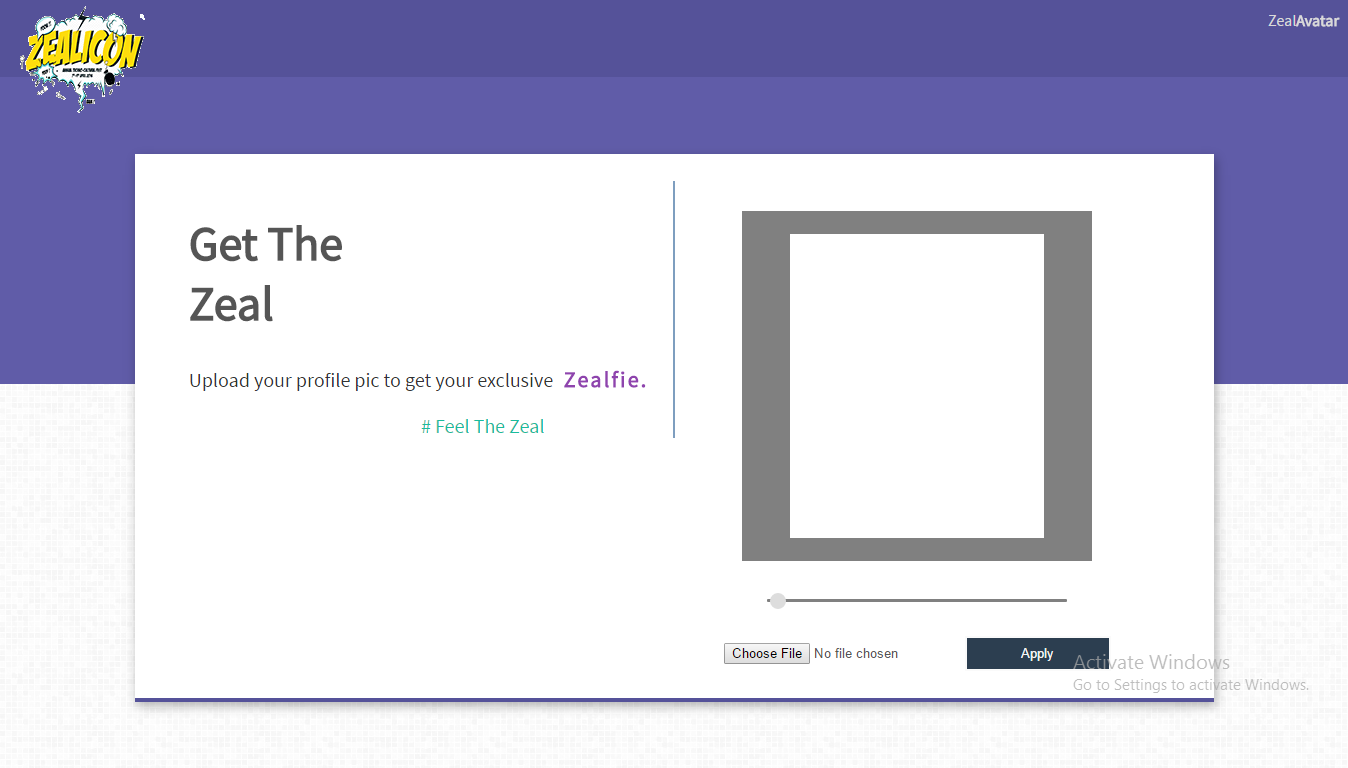 ZEALICON
ZealAvatar
Get The
Zeal
Upload your profile pic to get your exclusive Zealfie.
# Feel The Zeal
Choose File No file chosen
Apply
Activate Windows
Go to Settings to activate Windows.